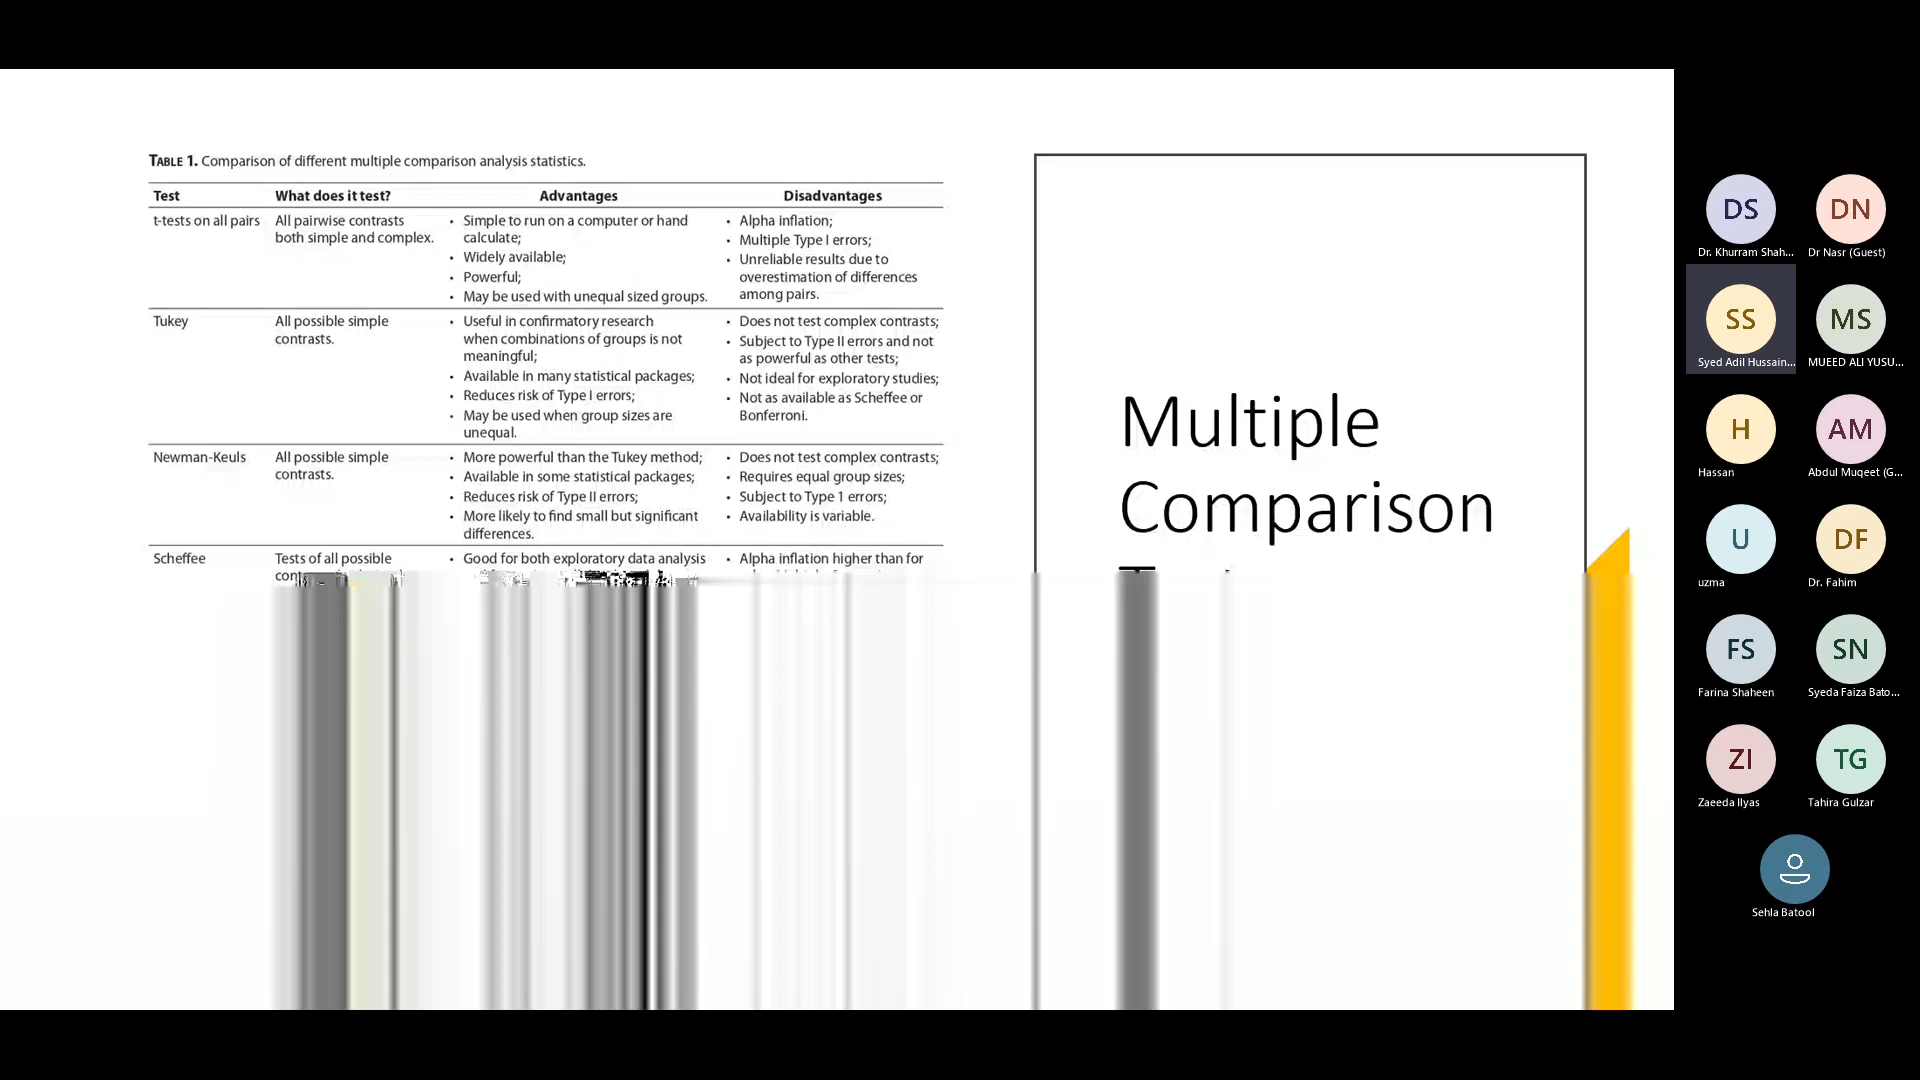 TABLE 1. Comparison of different multiple comparison analysis statistics.
Test What does it test? Advantages Disadvantages
t-tests on all pairs
All pairwise contrasts
both simple and complex.
• Simple to run on a computer or hand
calculate;
• Widely available;
• Powerful;
• May be used with unequal sized groups.
• Alpha inflation;
• Multiple Type I errors;
• Unreliable results due to
overestimation of differences
among pairs.
Tukey
All possible simple
contrasts.
• Useful in confirmatory research
when combinations of groups is not
meaningful;
• Available in many statistical packages;
• Reduces risk of Type I errors;
• May be used when group sizes are
unequal.
• Does not test complex contrasts;
• Subject to Type II errors and not
as powerful as other tests;
• Not ideal for exploratory studies;
• Not as available as Scheffee or
Bonferroni.
Newman-Keuls
All possible simple
contrasts.
• More powerful than the Tukey method;
• Available in some statistical packages;
• Reduces risk of Type II errors;
• More likely to find small but significant
differences.
• Does not test complex contrasts;
• Requires equal group sizes;
• Subject to Type 1 errors;
• Availability is variable.
Scheffee
Tests of all possible
• Good for both exploratory data analysis
• Alpha inflation higher than for
Multiple
Comparison
DS
Dr. Khurram Shah...
DN
Dr Nasr (Guest)
SS
Syed Adil Hussain...
MS
MUEED ALI YUSU...
H
Hassan
AM
Abdul Muqeet (G...
U
uzma
DF
Dr. Fahim
FS
Farina Shaheen
SN
Syeda Faiza Bato...
ZI
Zaeeda Ilyas
TG
Tahira Gulzar
Sehla Batool